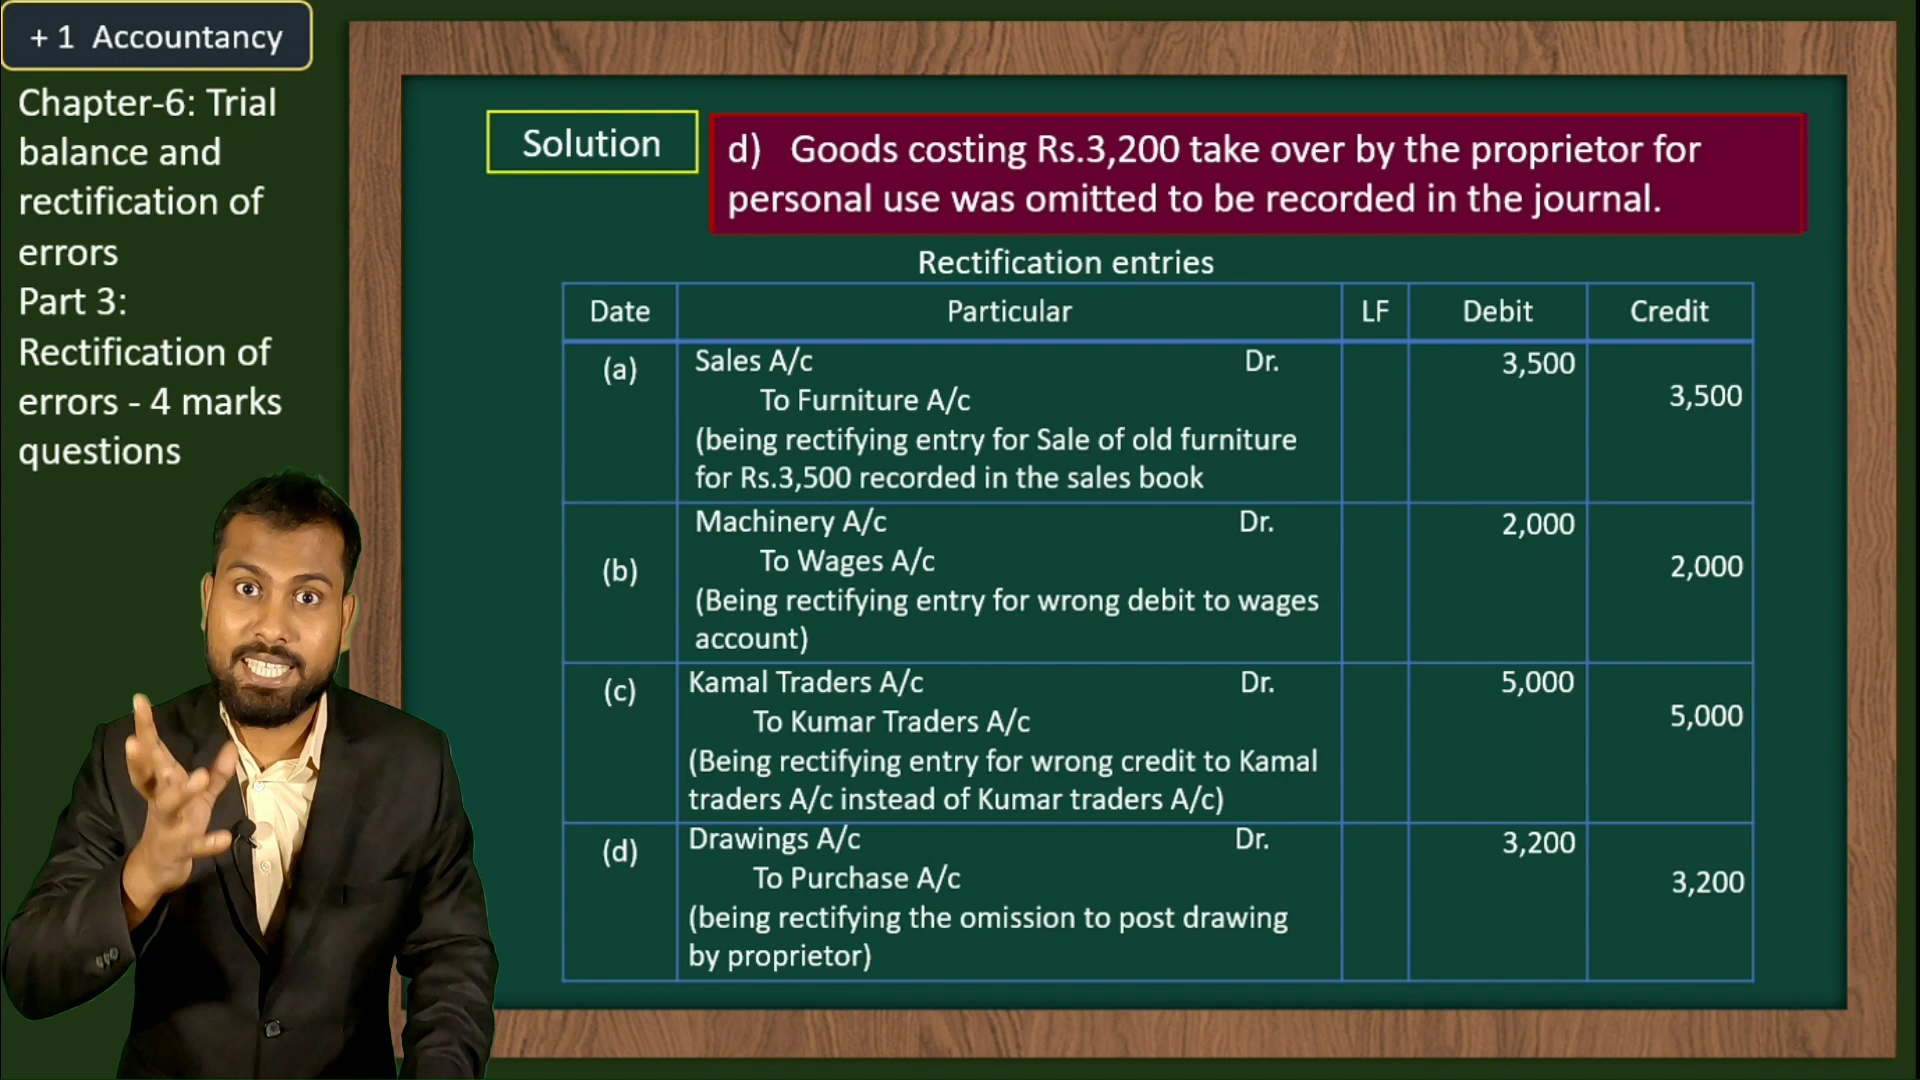 + 1 Accountancy
Chapter-6: Trial
balance and
rectification of
errors
Part 3:
Rectification of
errors - 4 marks
questions
Solution
d) Goods costing Rs.3,200 take over by the proprietor for
personal use was omitted to be recorded in the journal.
Rectification entries
Date Particular LF Debit Credit
(a) Sales A/c Dr. 3,500
To Furniture A/c 3,500
(being rectifying entry for Sale of old furniture
for Rs.3,500 recorded in the sales book
Machinery A/c Dr. 2,000
(b) To Wages A/c 2,000
(Being rectifying entry for wrong debit to wages
account)
(c) Kamal Traders A/c Dr. 5,000
To Kumar Traders A/c 5,000
(Being rectifying entry for wrong credit to Kamal
traders A/c instead of Kumar traders A/c)
(d) Drawings A/c Dr. 3,200
To Purchase A/c 3,200
(being rectifying the omission to post drawing
by proprietor)